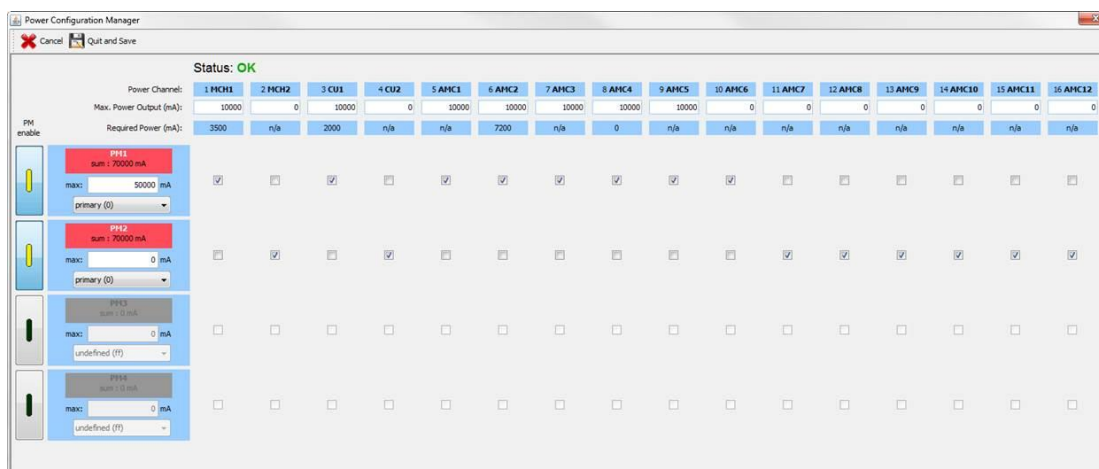 Power Configuration Manager
Cancel Quit and Save
Status: OK
Power Channel: 1 MCH1 2 MCH2 3 CU1 4 CU2 5 AMC1 6 AMC2 7 AMC3 8 AMC4 9 AMC5 10 AMC6 11 AMC7 12 AMC8 13 AMC9 14 AMC10 15 AMC11 16 AMC12
Max. Power Output (mA): 10000 0 10000 0 10000 10000 10000 10000 10000 0 0 0 0 0 0 0
PM enable
Required Power (mA): 3500 n/a 2000 n/a n/a 7200 n/a 0 n/a n/a n/a n/a n/a n/a n/a n/a
PM1
sum : 70000 mA
max: 50000 mA
primary (0)
PM2
sum : 70000 mA
max: 0 mA
primary (0)
PM3
sum : 0 mA
max: 0 mA
undefined (ff)
PM4
sum : 0 mA
max: 0 mA
undefined (ff)